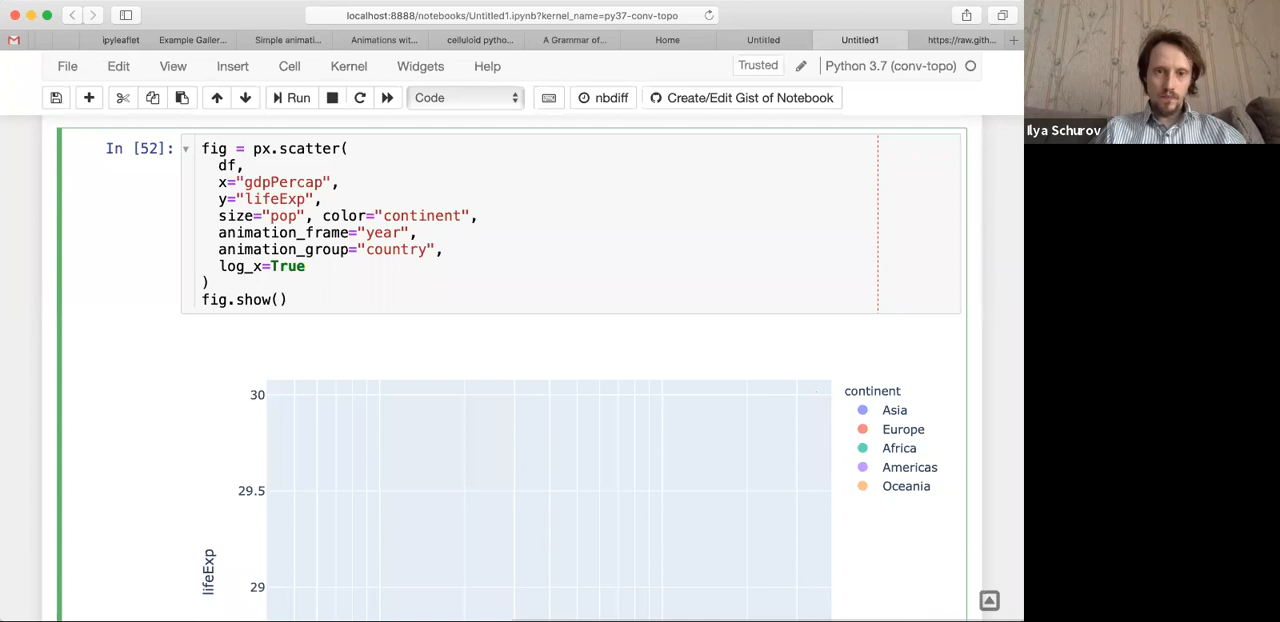 localhost:8888/notebooks/Untitled1.ipynb?kernel_name=py37-conv-topo
ipyleaflet
Example Galler...
Simple animati...
Animations wit...
celluloid pytho...
A Grammar of...
Home
Untitled
Untitled1
https://raw.gith...
File Edit View Insert Cell Kernel Widgets Help
Trusted
Python 3.7 (conv-topo)
Run
Code
nbdiff
Create/Edit Gist of Notebook
Ilya Schurov
In [52]:
fig = px.scatter(
df,
x="gdpPercap",
y="lifeExp",
size="pop", color="continent",
animation_frame="year",
animation_group="country",
log_x=True
)
fig.show()
30
29.5
29
lifeExp
continent
Asia
Europe
Africa
Americas
Oceania